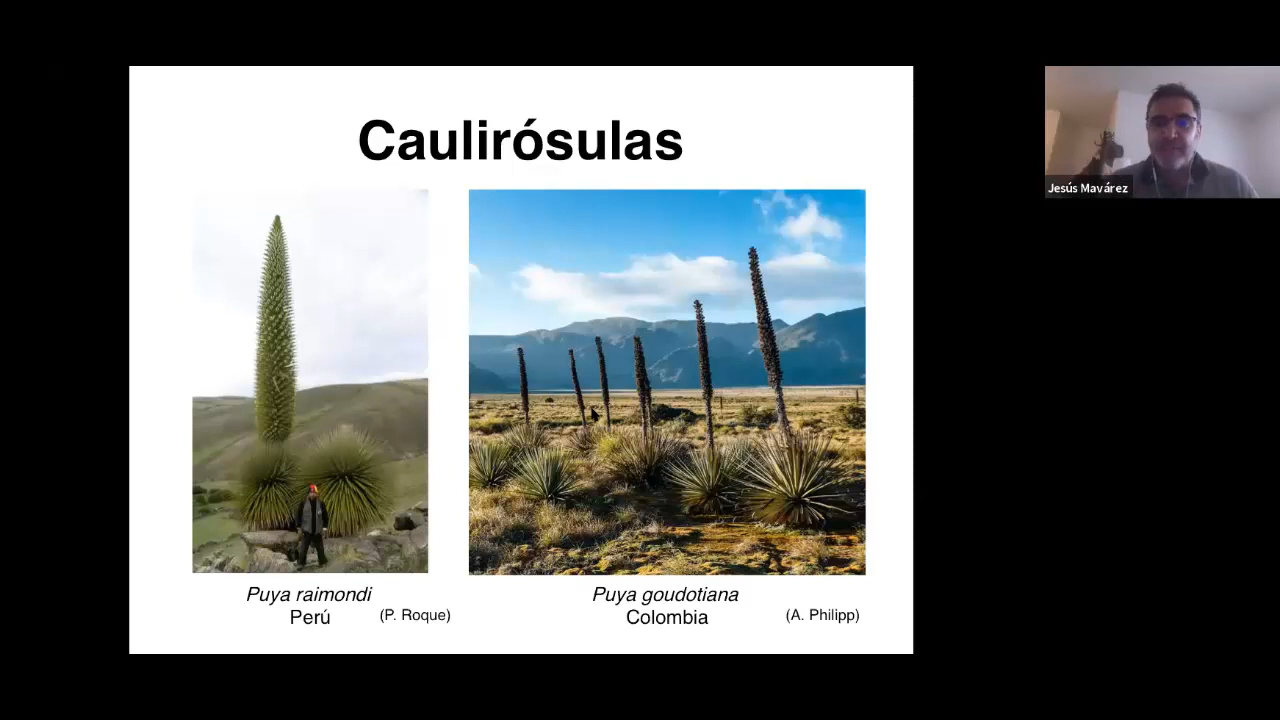 Caulirósulas
Jesús Mavárez
Puya raimondi
Perú
(P. Roque)
Puya goudotiana
Colombia
(A. Philipp)